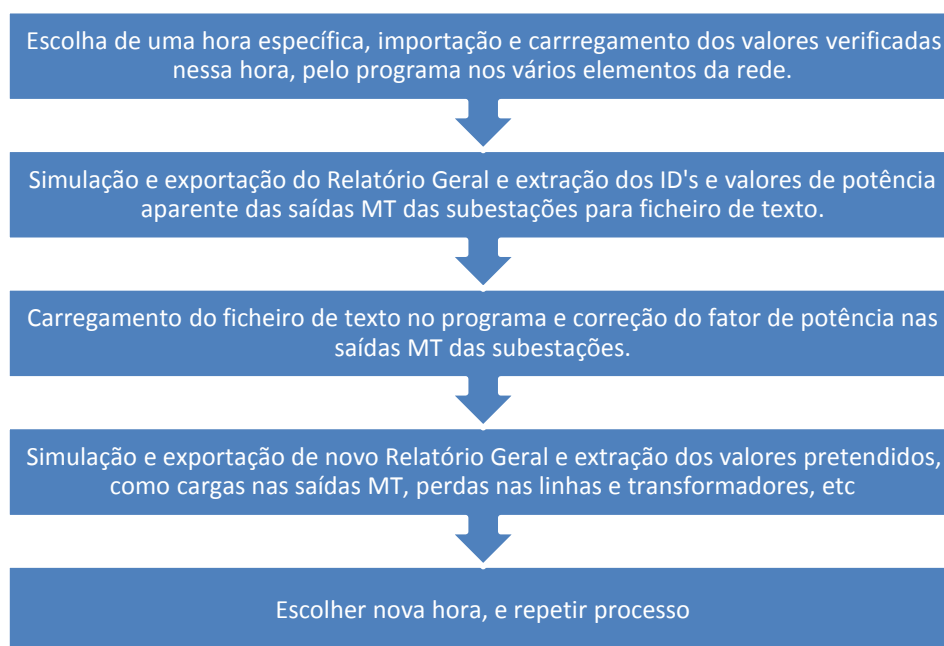 Escolha de uma hora específica, importação e carrregamento dos valores verificadas
nessa hora, pelo programa nos vários elementos da rede.
Simulação e exportação do Relatório Geral e extração dos ID's e valores de potência
aparente das saídas MT das subestações para ficheiro de texto.
Carregamento do ficheiro de texto no programa e correção do fator de potência nas
saídas MT das subestações.
Simulação e exportação de novo Relatório Geral e extração dos valores pretendidos,
como cargas nas saídas MT, perdas nas linhas e transformadores, etc
Escolher nova hora, e repetir processo